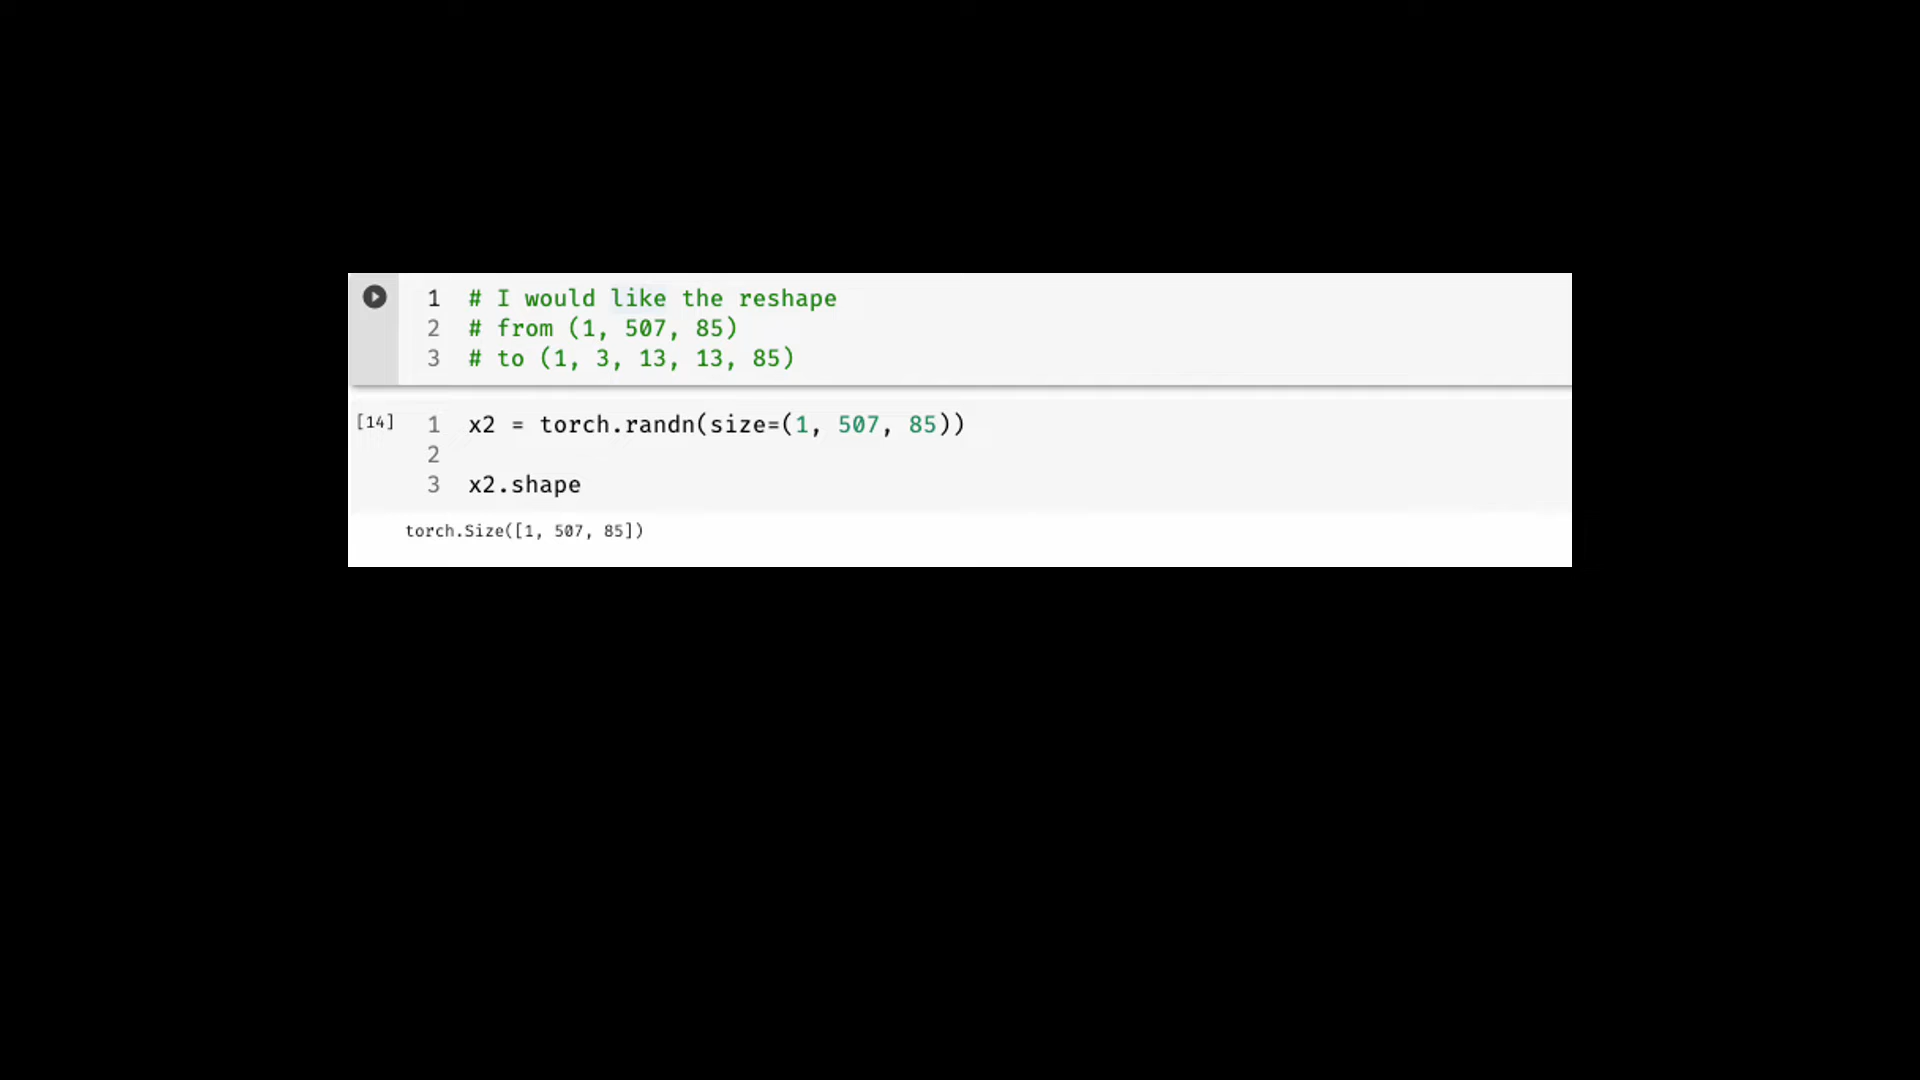 1 # I would like the reshape
2 # from (1, 507, 85)
3 # to (1, 3, 13, 13, 85)
[14] 1 x2 = torch.randn(size=(1, 507, 85))
2
3 x2.shape
torch.Size([1, 507, 85])